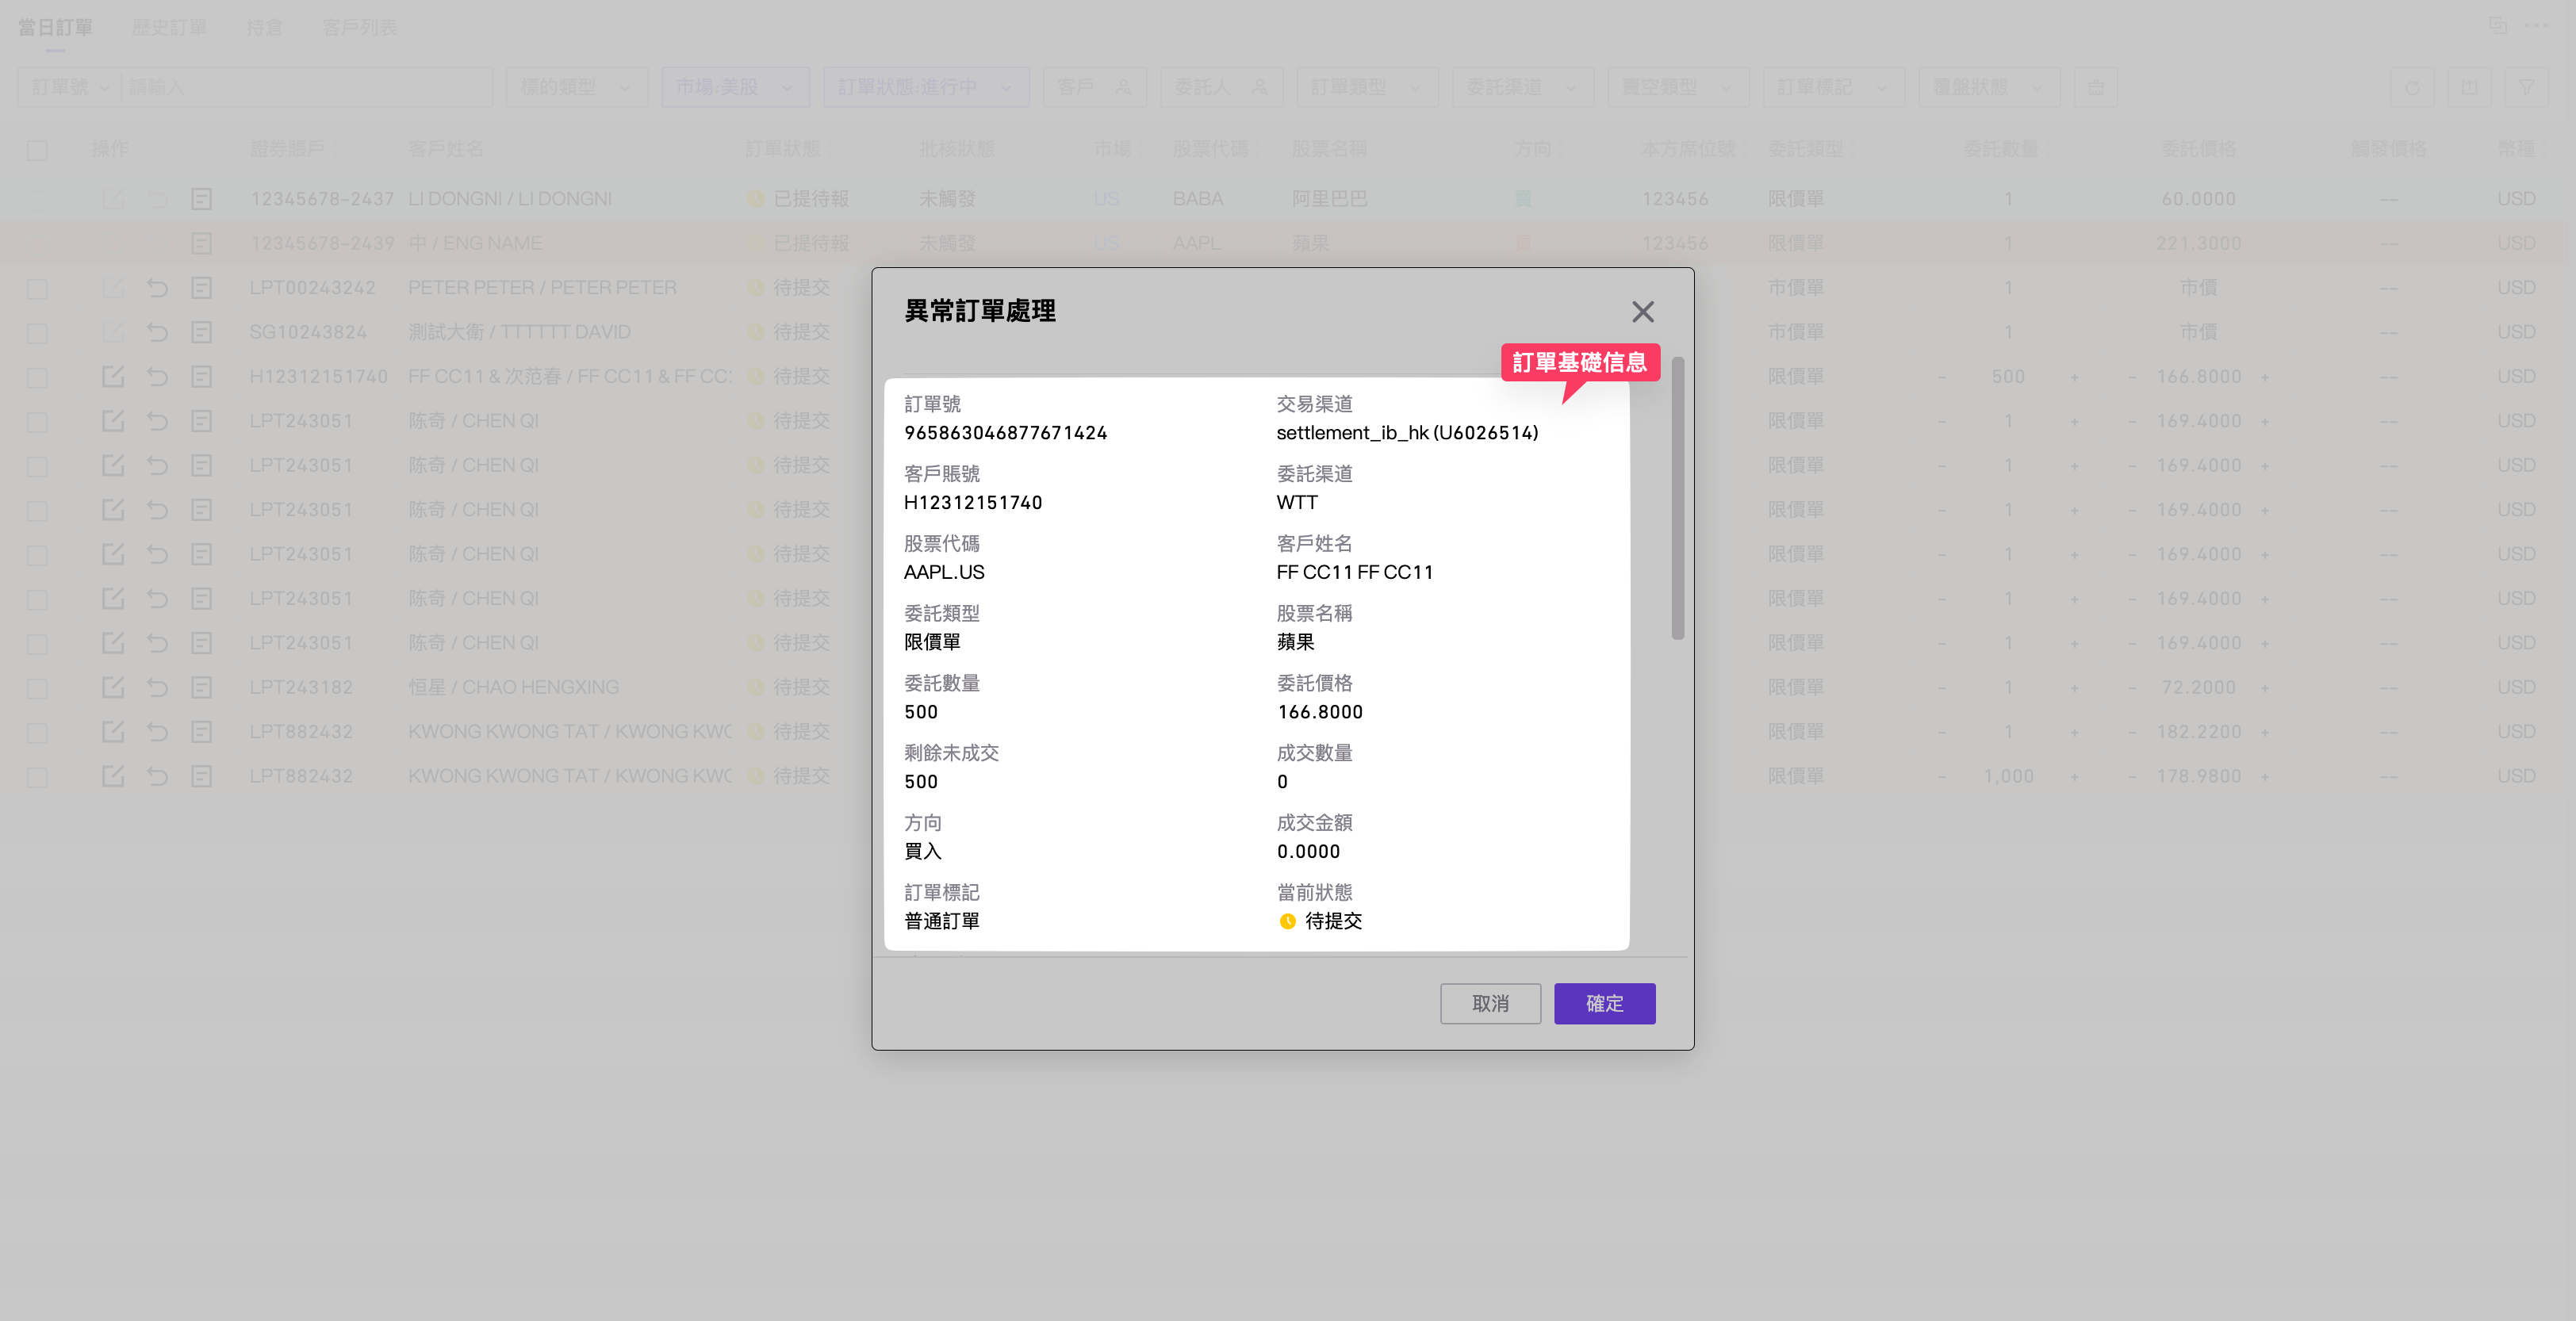 當日訂單 歷史訂單 持倉 客戶列表
訂單號 請輸入 標的類型 市場:美股 訂單狀態:進行中 客戶 委託人 訂單類型 委託渠道 賣空類型 訂單標記 覆盤狀態
操作 證券賬戶 客戶姓名 訂單狀態 批核狀態 市場 股票代碼 股票名稱 方向 本方席位號 委託類型 委託數量 委託價格 觸發價格 幣種
12345678-2437 LI DONGNI / LI DONGNI 已提待報 未觸發 US BABA 阿里巴巴 123456 限價單 1 60.0000 -- USD
12345678-2439 中 / ENG NAME 已提待報 未觸發 US AAPL 蘋果 123456 限價單 1 221.3000 -- USD
LPT00243242 PETER PETER / PETER PETER 待提交 市價單 1 市價 -- USD
SG10243824 測試大衛 / TTTTTT DAVID 待提交 市價單 1 市價 -- USD
H12312151740 FF CC11 & 次范春 / FF CC11 & FF CC 待提交 限價單 - 500 + - 166.8000 + -- USD
LPT243051 陈奇 / CHEN QI 待提交 限價單 - 1 + - 169.4000 + -- USD
LPT243051 陈奇 / CHEN QI 待提交 限價單 - 1 + - 169.4000 + -- USD
LPT243051 陈奇 / CHEN QI 待提交 限價單 - 1 + - 169.4000 + -- USD
LPT243051 陈奇 / CHEN QI 待提交 限價單 - 1 + - 169.4000 + -- USD
LPT243051 陈奇 / CHEN QI 待提交 限價單 - 1 + - 169.4000 + -- USD
LPT243051 陈奇 / CHEN QI 待提交 限價單 - 1 + - 169.4000 + -- USD
LPT243182 恒星 / CHAO HENGXING 待提交 限價單 - 1 + - 72.2000 + -- USD
LPT882432 KWONG KWONG TAT / KWONG KWO 待提交 限價單 - 1 + - 182.2200 + -- USD
LPT882432 KWONG KWONG TAT / KWONG KWO 待提交 限價單 - 1,000 + - 178.9800 + -- USD
異常訂單處理
訂單基礎信息
訂單號 交易渠道
965863046877671424 settlement_ib_hk (U6026514)
客戶賬號 委託渠道
H12312151740 WTT
股票代碼 客戶姓名
AAPL.US FF CC11 FF CC11
委託類型 股票名稱
限價單 蘋果
委託數量 委託價格
500 166.8000
剩餘未成交 成交數量
500 0
方向 成交金額
買入 0.0000
訂單標記 當前狀態
普通訂單 待提交
取消 確定